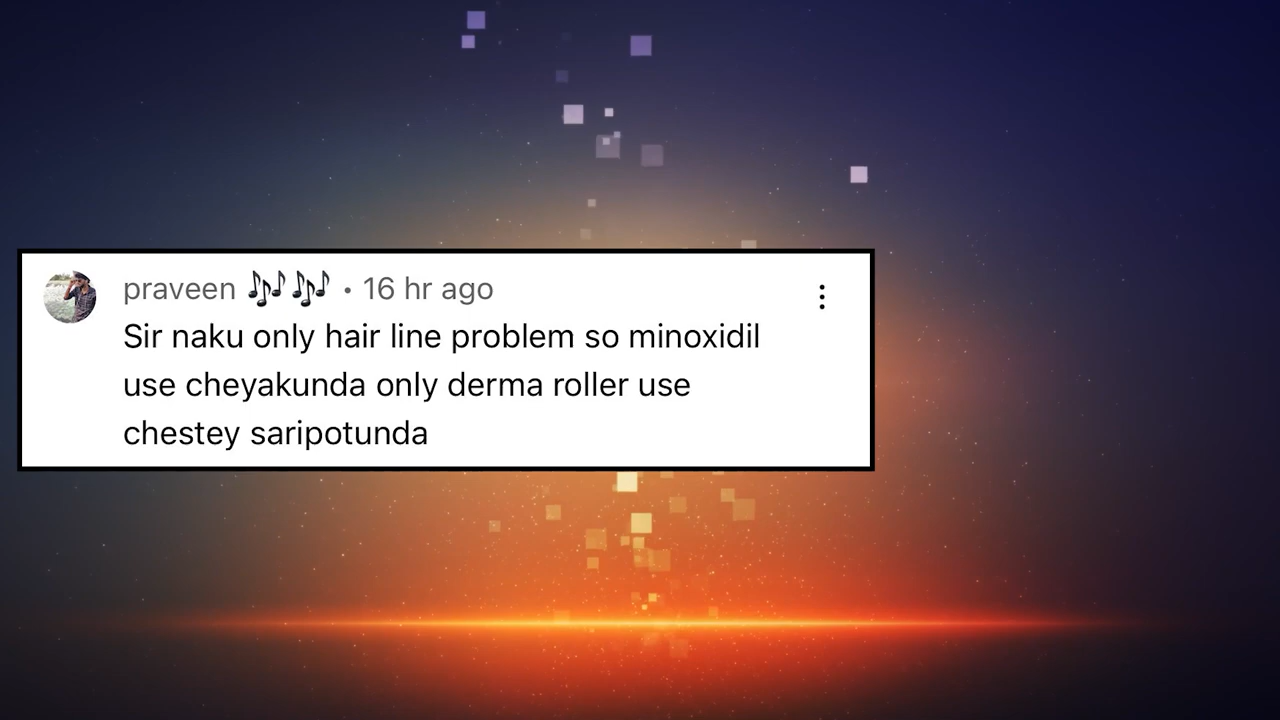 praveen 🎶🎶 • 16 hr ago
Sir naku only hair line problem so minoxidil
use cheyakunda only derma roller use
chestey saripotunda